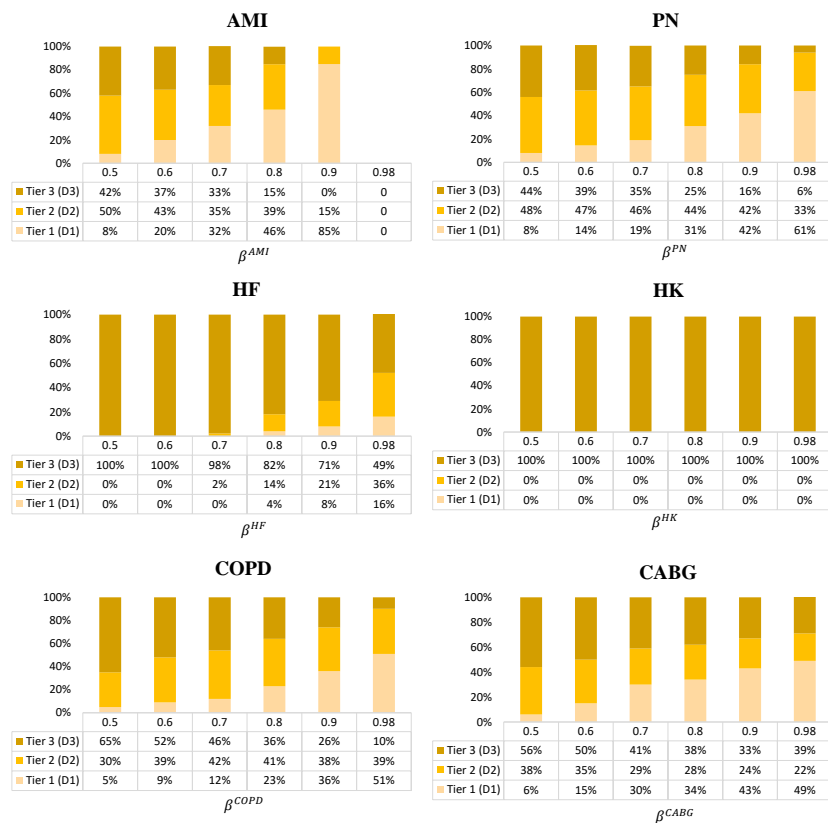 AMI
100%
80%
60%
40%
20%
0%
0.5 0.6 0.7 0.8 0.9 0.98
Tier 3 (D3) 42% 37% 33% 15% 0% 0
Tier 2 (D2) 50% 43% 35% 39% 15% 0
Tier 1 (D1) 8% 20% 32% 46% 85% 0
β^AMI
PN
100%
80%
60%
40%
20%
0%
0.5 0.6 0.7 0.8 0.9 0.98
Tier 3 (D3) 44% 39% 35% 25% 16% 6%
Tier 2 (D2) 48% 47% 46% 44% 42% 33%
Tier 1 (D1) 8% 14% 19% 31% 42% 61%
β^PN
HF
100%
80%
60%
40%
20%
0%
0.5 0.6 0.7 0.8 0.9 0.98
Tier 3 (D3) 100% 100% 98% 82% 71% 49%
Tier 2 (D2) 0% 0% 2% 14% 21% 36%
Tier 1 (D1) 0% 0% 0% 4% 8% 16%
β^HF
HK
100%
80%
60%
40%
20%
0%
0.5 0.6 0.7 0.8 0.9 0.98
Tier 3 (D3) 100% 100% 100% 100% 100% 100%
Tier 2 (D2) 0% 0% 0% 0% 0% 0%
Tier 1 (D1) 0% 0% 0% 0% 0% 0%
β^HK
COPD
100%
80%
60%
40%
20%
0%
0.5 0.6 0.7 0.8 0.9 0.98
Tier 3 (D3) 65% 52% 46% 36% 26% 10%
Tier 2 (D2) 30% 39% 42% 41% 38% 39%
Tier 1 (D1) 5% 9% 12% 23% 36% 51%
β^COPD
CABG
100%
80%
60%
40%
20%
0%
0.5 0.6 0.7 0.8 0.9 0.98
Tier 3 (D3) 56% 50% 41% 38% 33% 39%
Tier 2 (D2) 38% 35% 29% 28% 24% 22%
Tier 1 (D1) 6% 15% 30% 34% 43% 49%
β^CABG